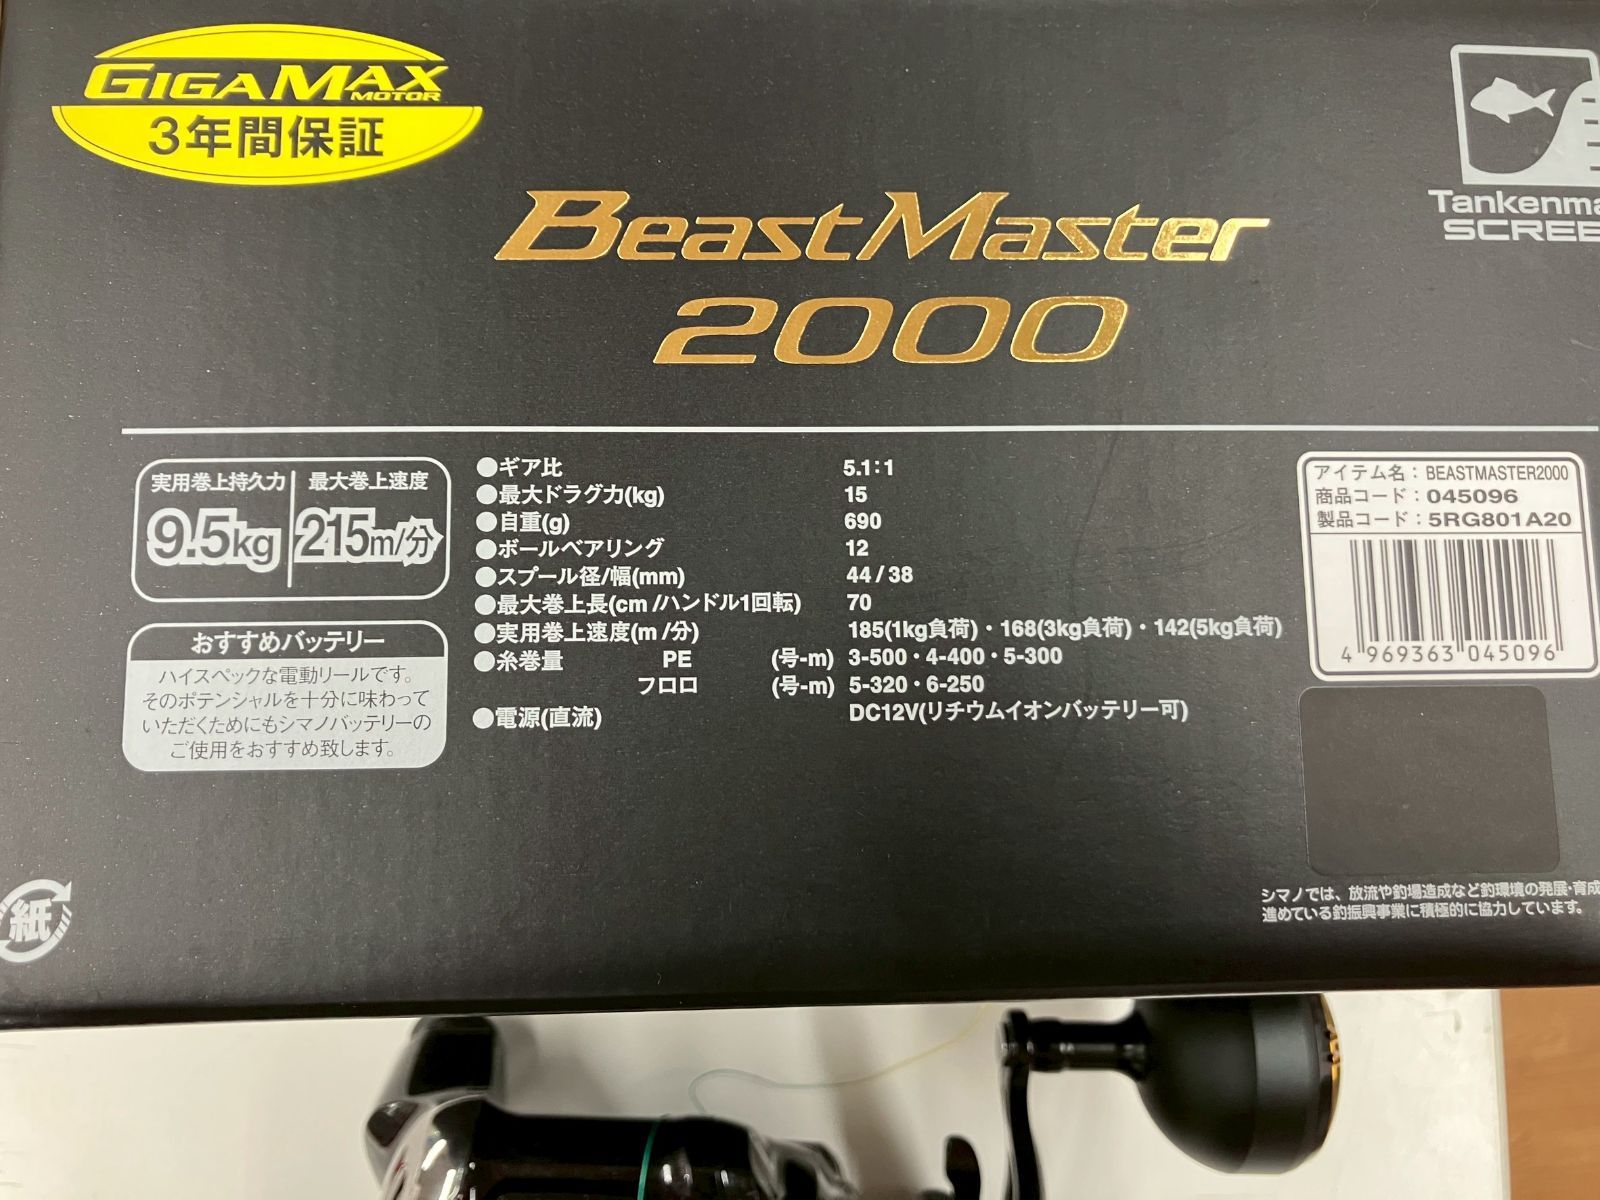 GIGAMAX
MOTOR
3年間保証
Tankenma
SCREE
BeastMaster
2000
実用巻上持久力
9.5kg
最大巻上速度
215m/分
おすすめバッテリー
ハイスペックな電動リールです。
そのポテンシャルを十分に味わって
いただくためにもシマノバッテリーの
ご使用をおすすめ致します。
●ギア比 5.1:1
●最大ドラグ力(kg) 15
●自重(g) 690
●ボールベアリング 12
●スプール径/幅(mm) 44/38
●最大巻上長(cm/ハンドル1回転) 70
●実用巻上速度(m/分) 185(1kg負荷)・168(3kg負荷)・142(5kg負荷)
●糸巻量 PE (号-m) 3-500・4-400・5-300
フロロ (号-m) 5-320・6-250
●電源(直流) DC12V(リチウムイオンバッテリー可)
アイテム名：BEASTMASTER2000
商品コード：045096
製品コード：5RG801A20
4 969363 045096
シマノでは、放流や釣場造成など釣環境の発展・育成
進めている釣振興事業に積極的に協力しています。
紙